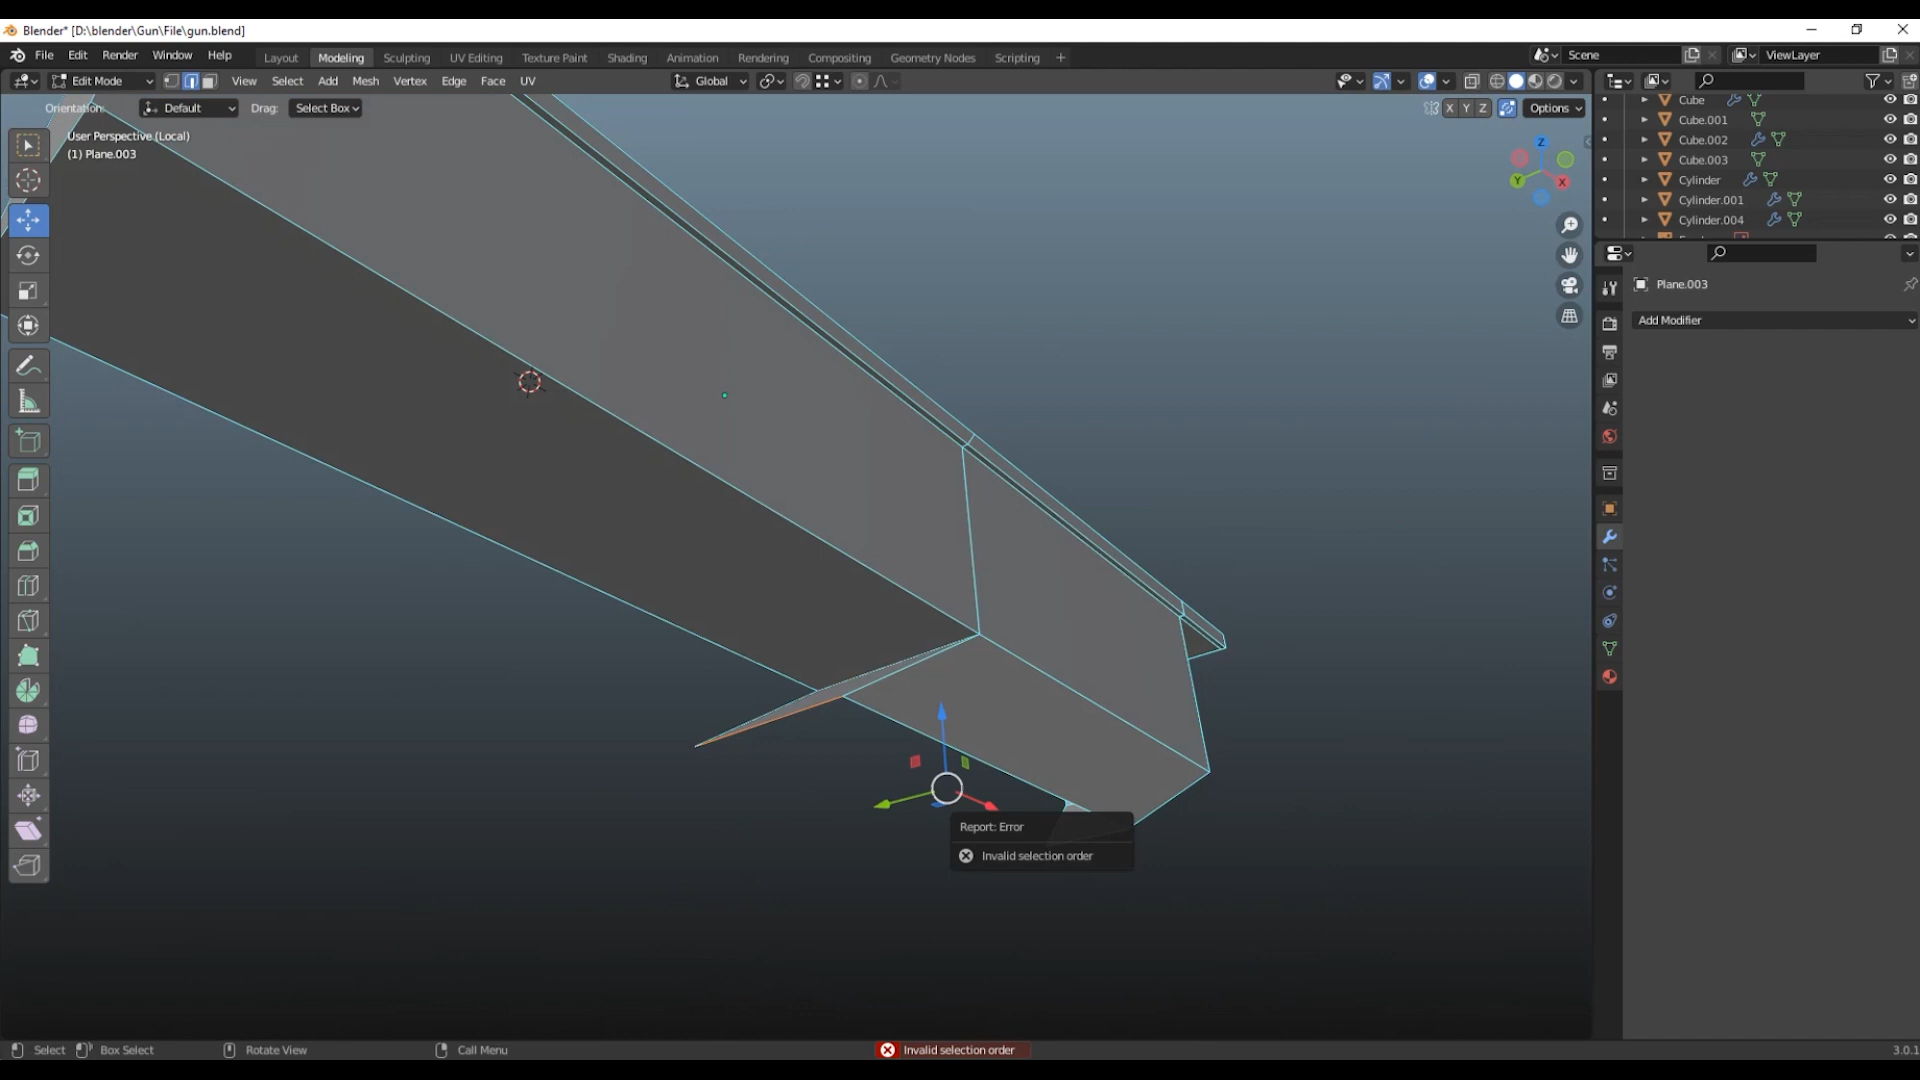 Blender* [D:\blender\Gun\File\gun.blend]
File Edit Render Window Help Layout Modeling Sculpting UV Editing Texture Paint Shading Animation Rendering Compositing Geometry Nodes Scripting + Scene ViewLayer
Edit Mode View Select Add Mesh Vertex Edge Face UV Global
Orientation: Default Drag: Select Box X Y Z Options
User Perspective (Local)
(1) Plane.003
Z
Y
X
Cube
Cube.001
Cube.002
Cube.003
Cylinder
Cylinder.001
Cylinder.004
Plane.003
Add Modifier
Report: Error
Invalid selection order
Select Box Select Rotate View Call Menu Invalid selection order 3.0.1